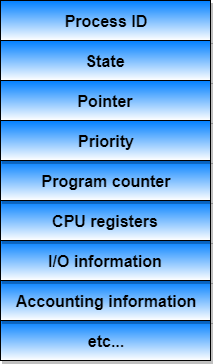 Process ID
State
Pointer
Priority
Program counter
CPU registers
I/O information
Accounting information
etc...